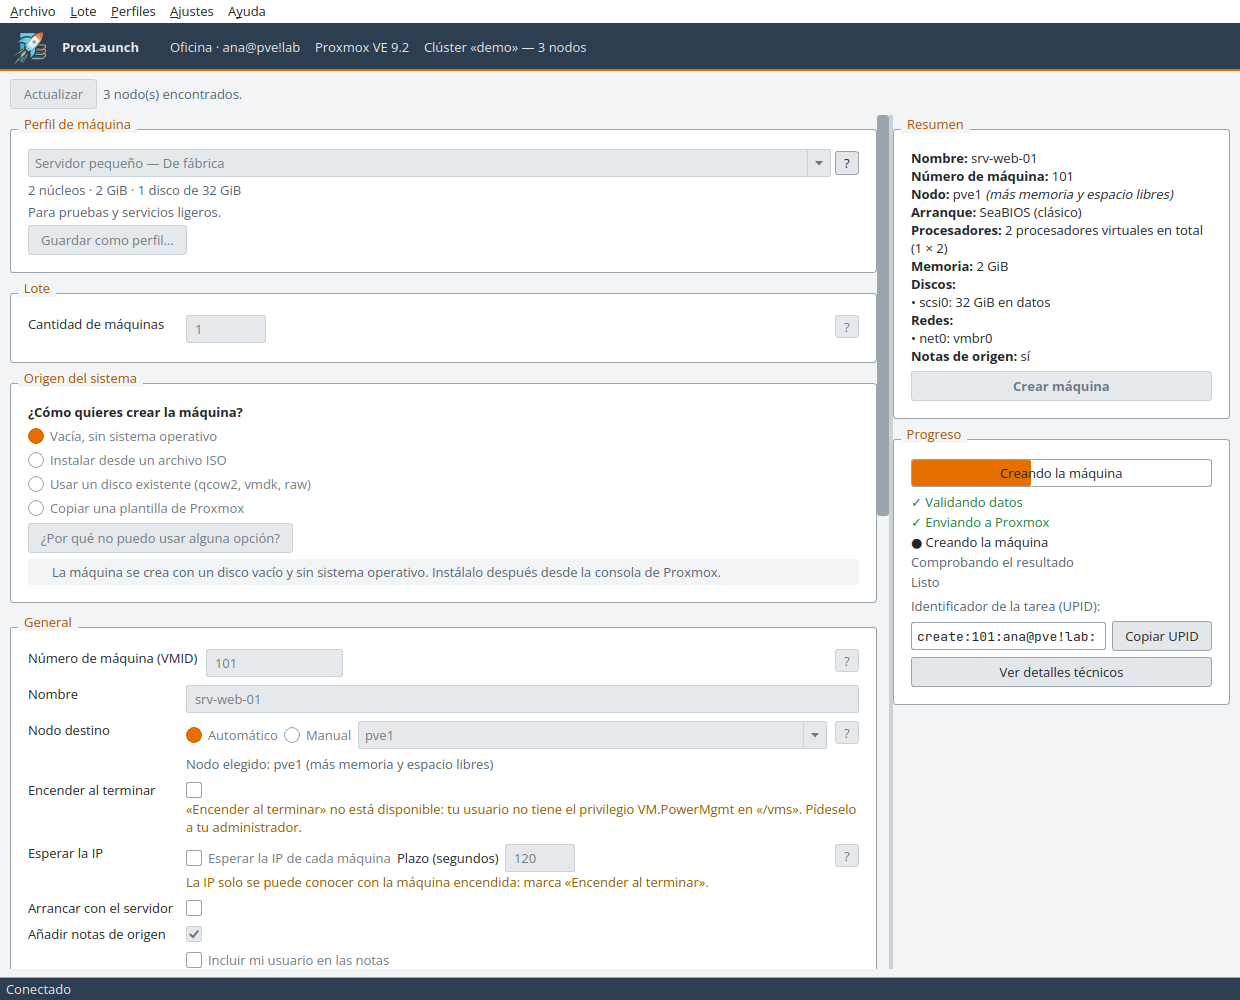 Archivo Lote Perfiles Ajustes Ayuda
ProxLaunch Oficina · ana@pve!lab Proxmox VE 9.2 Clúster «demo» — 3 nodos
Actualizar 3 nodo(s) encontrados.
Perfil de máquina
Servidor pequeño — De fábrica ?
2 núcleos · 2 GiB · 1 disco de 32 GiB
Para pruebas y servicios ligeros.
Guardar como perfil...
Lote
Cantidad de máquinas 1 ?
Origen del sistema
¿Cómo quieres crear la máquina?
Vacía, sin sistema operativo
Instalar desde un archivo ISO
Usar un disco existente (qcow2, vmdk, raw)
Copiar una plantilla de Proxmox
¿Por qué no puedo usar alguna opción?
La máquina se crea con un disco vacío y sin sistema operativo. Instálalo después desde la consola de Proxmox.
General
Número de máquina (VMID) 101 ?
Nombre srv-web-01
Nodo destino Automático Manual pve1 ?
Nodo elegido: pve1 (más memoria y espacio libres)
Encender al terminar
«Encender al terminar» no está disponible: tu usuario no tiene el privilegio VM.PowerMgmt en «/vms». Pídeselo
a tu administrador.
Esperar la IP Esperar la IP de cada máquina Plazo (segundos) 120 ?
La IP solo se puede conocer con la máquina encendida: marca «Encender al terminar».
Arrancar con el servidor
Añadir notas de origen
Incluir mi usuario en las notas
Resumen
Nombre: srv-web-01
Número de máquina: 101
Nodo: pve1 (más memoria y espacio libres)
Arranque: SeaBIOS (clásico)
Procesadores: 2 procesadores virtuales en total
(1 × 2)
Memoria: 2 GiB
Discos:
• scsi0: 32 GiB en datos
Redes:
• net0: vmbr0
Notas de origen: sí
Crear máquina
Progreso
Creando la máquina
✓ Validando datos
✓ Enviando a Proxmox
● Creando la máquina
Comprobando el resultado
Listo
Identificador de la tarea (UPID):
create:101:ana@pve!lab: Copiar UPID
Ver detalles técnicos
Conectado